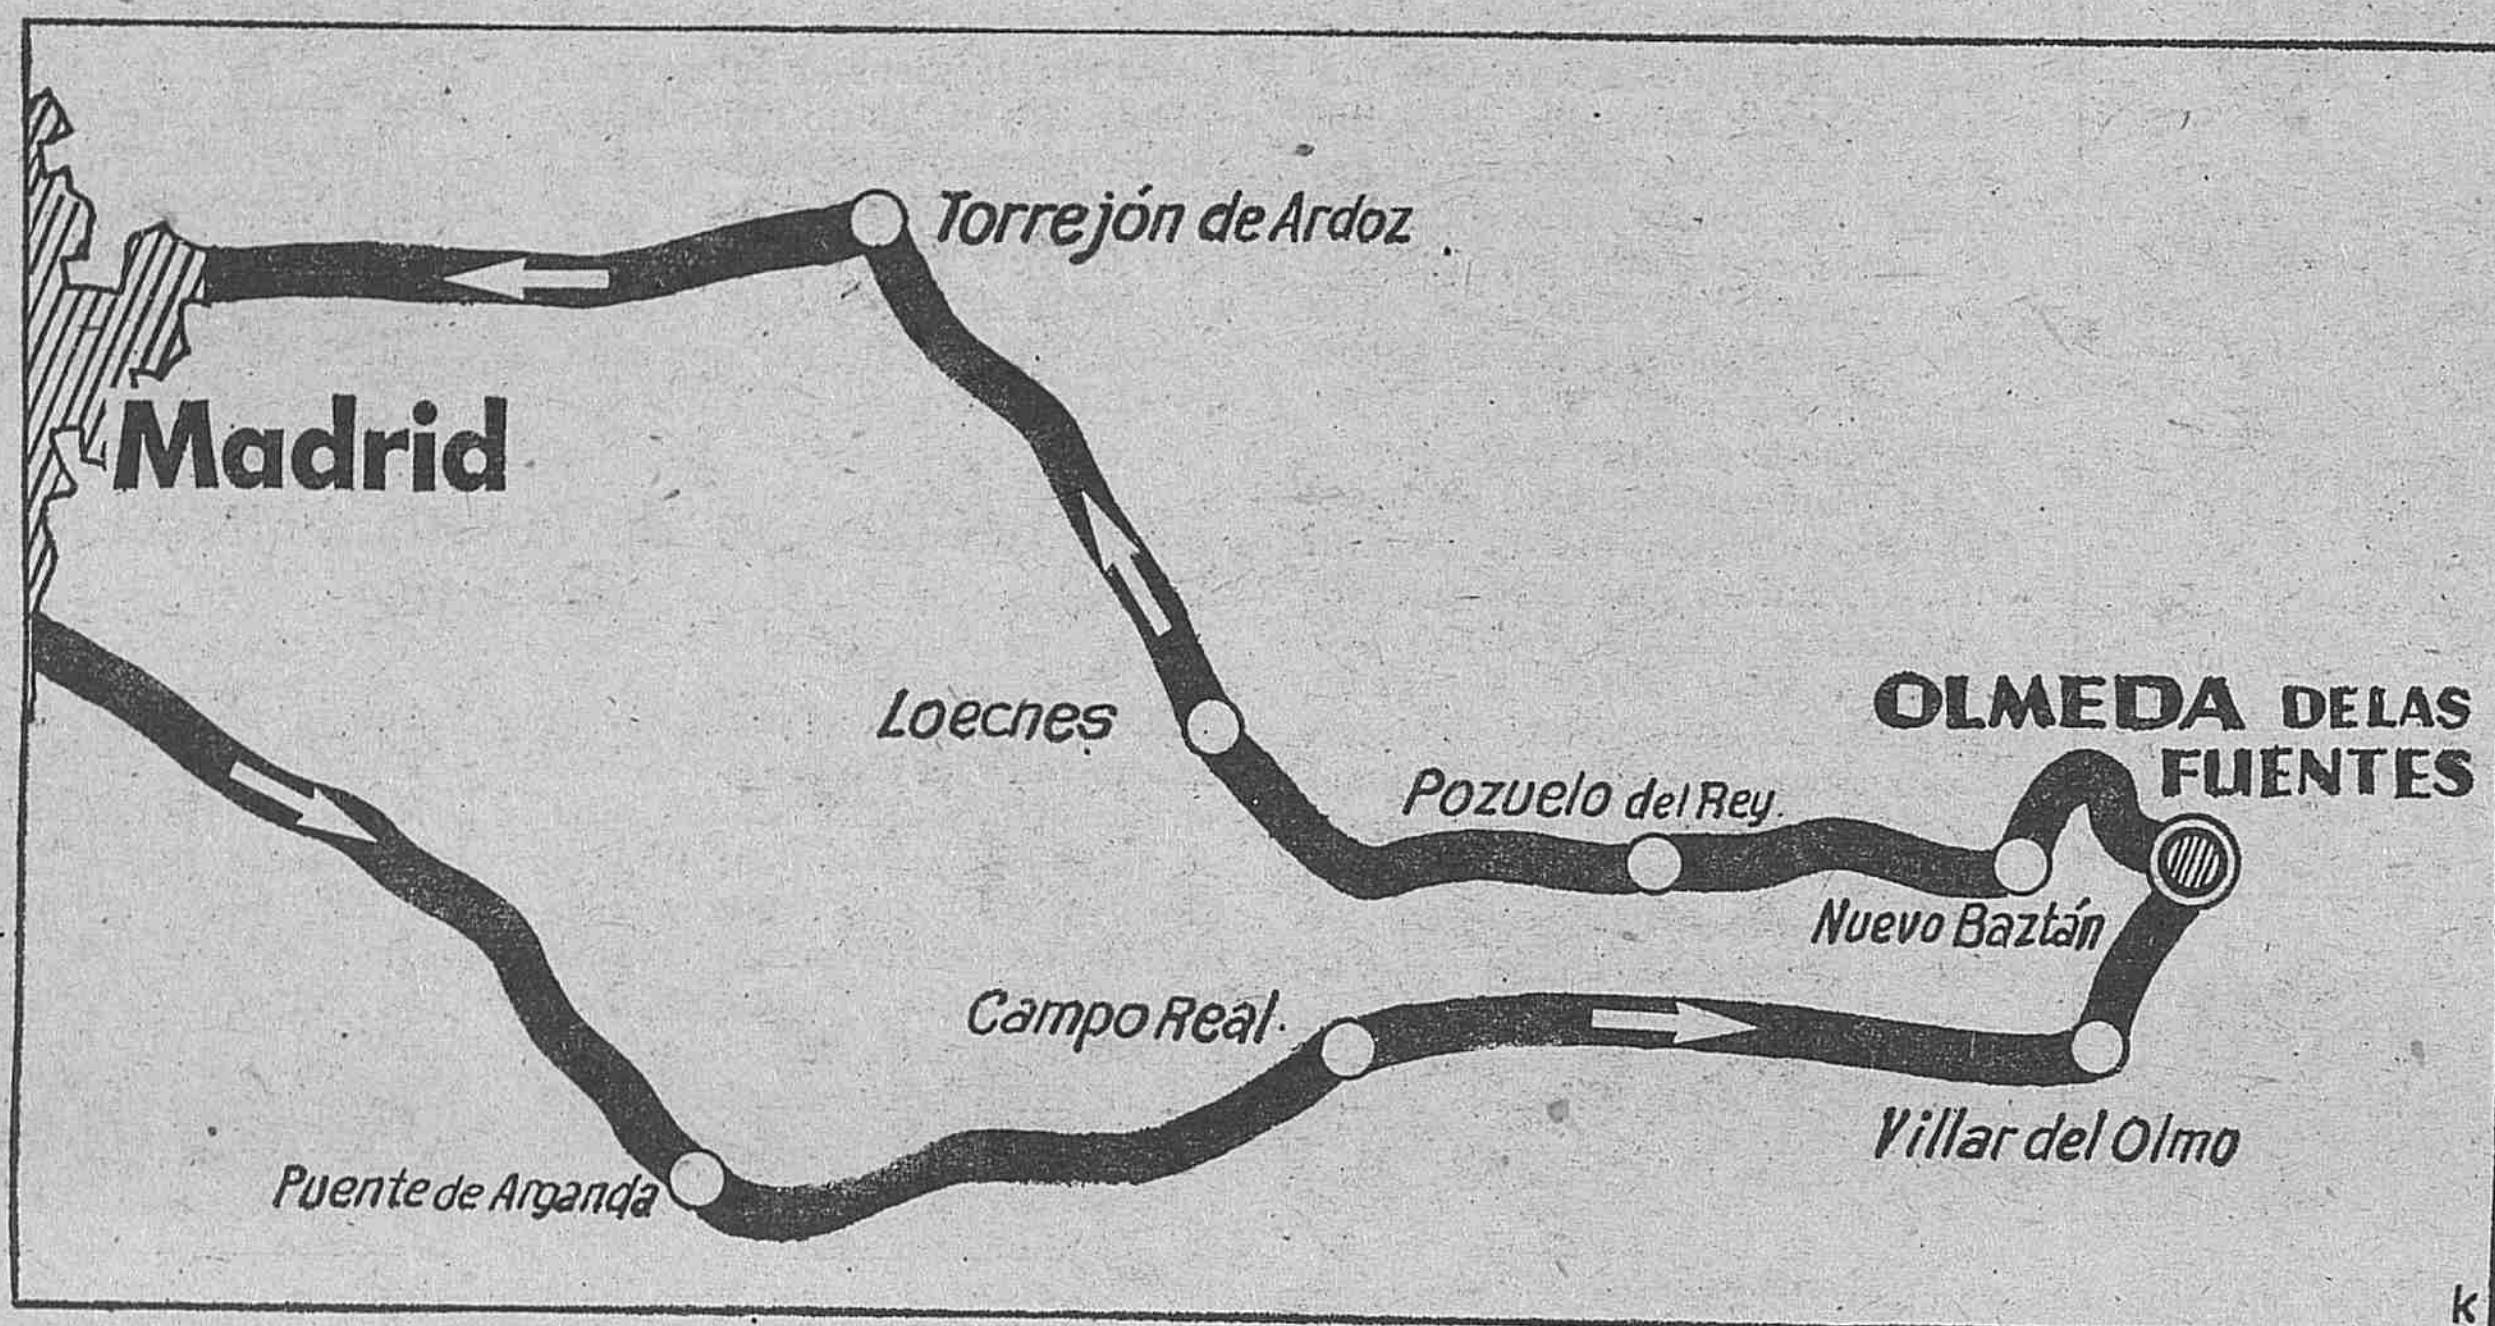 Torrejón de Ardoz
Madrid
Loeches
OLMEDA DE LAS
FUENTES
Pozuelo del Rey.
Nuevo Baztán
Campo Real.
Villar del Olmo
Puente de Arganda
k